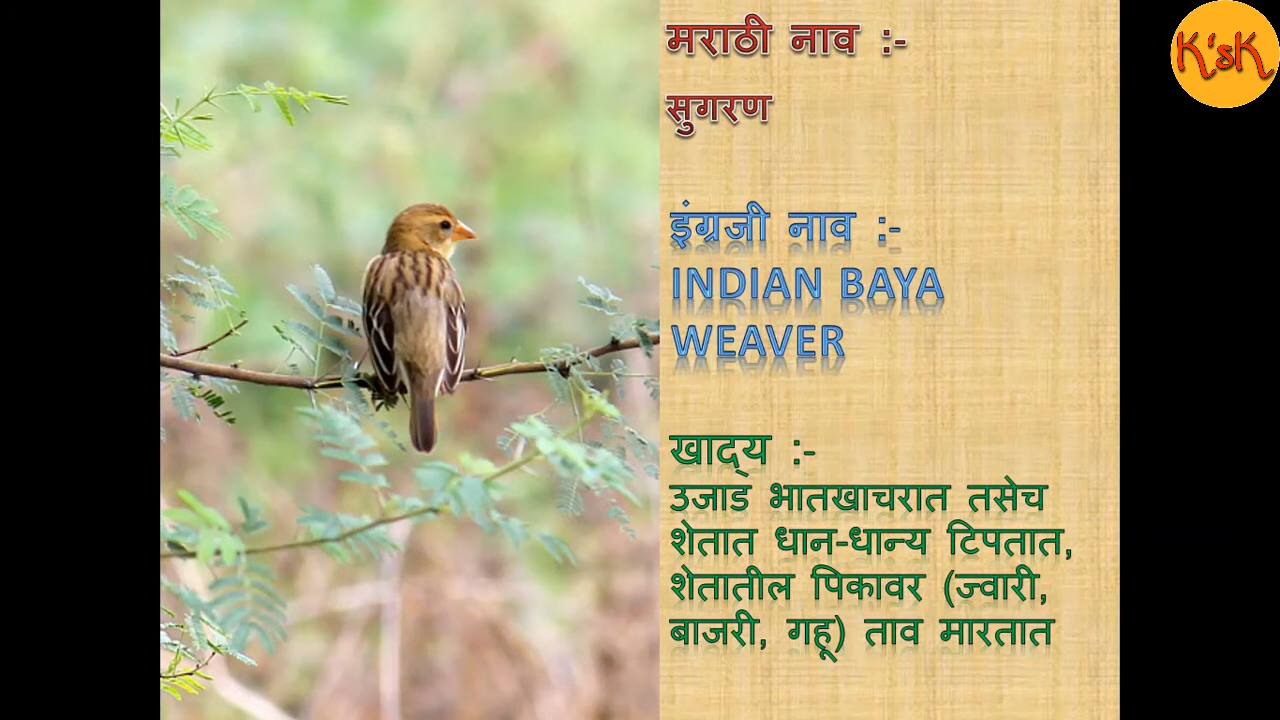 मराठी नाव :-
सुगरण
इंग्रजी नाव :-
INDIAN BAYA
WEAVER
खाद्य :-
उजाड भातखाचरात तसेच
शेतात धान-धान्य टिपतात,
शेतातील पिकावर (ज्वारी,
बाजरी, गहू) ताव मारतात
K'sK